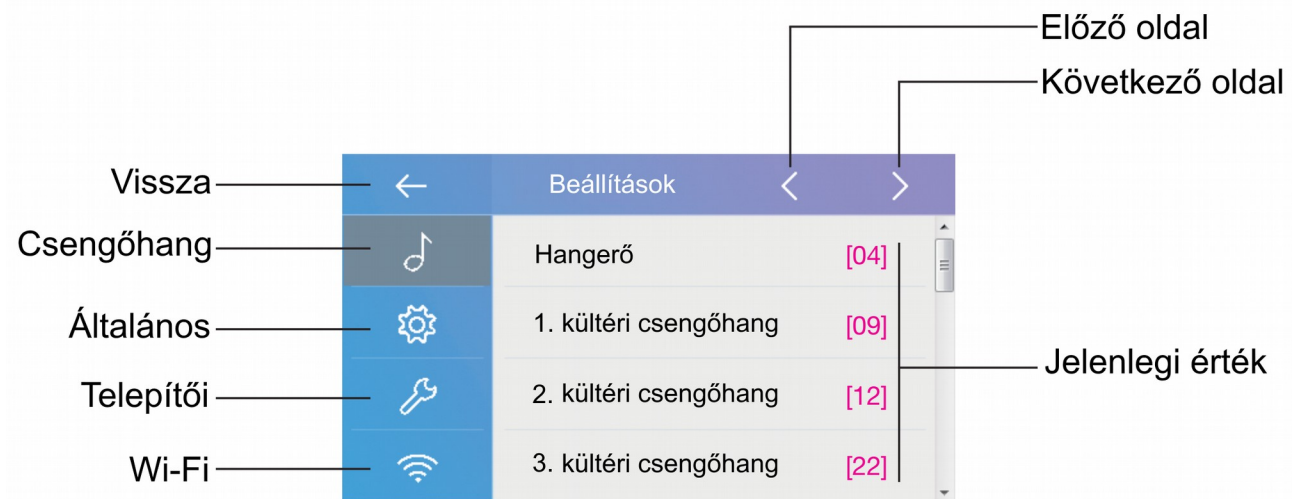 Előző oldal
Következő oldal
Vissza
Beállítások
Csengőhang
Hangerő [04]
Általános
1. kültéri csengőhang [09]
Jelenlegi érték
Telepítői
2. kültéri csengőhang [12]
Wi-Fi
3. kültéri csengőhang [22]